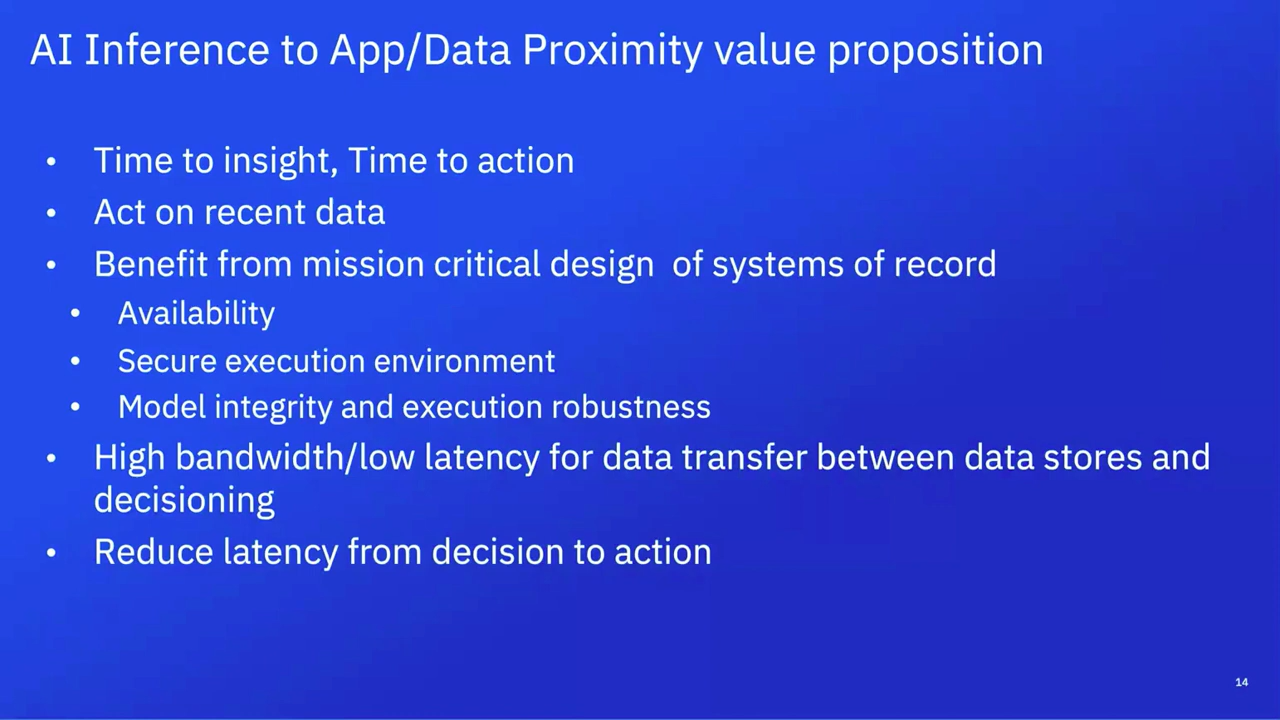 AI Inference to App/Data Proximity value proposition
• Time to insight, Time to action
• Act on recent data
• Benefit from mission critical design  of systems of record
• Availability
• Secure execution environment
• Model integrity and execution robustness
• High bandwidth/low latency for data transfer between data stores and
decisioning
• Reduce latency from decision to action
14